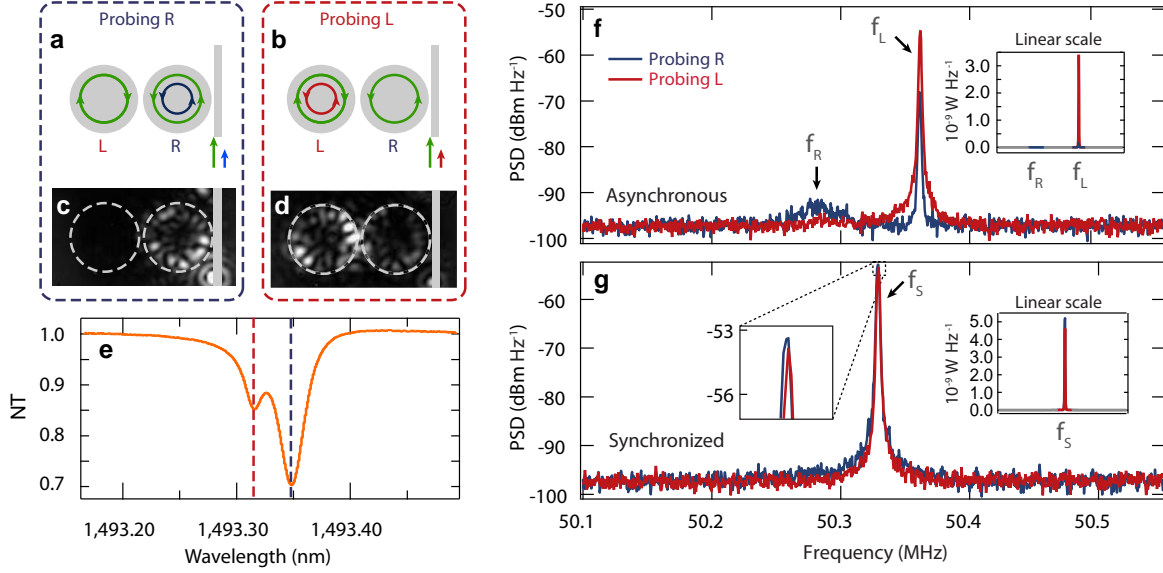 Probing R
Probing L
a
b
L
R
L
R
c
d
e
1.0
0.9
0.8
0.7
NT
1,493.20
1,493.30
1,493.40
Wavelength (nm)
f
-50
-60
-70
-80
-90
-100
PSD (dBm Hz⁻¹)
Probing R
Probing L
f_L
f_R
Asynchronous
Linear scale
3.0
2.0
1.0
0.0
10⁻⁹ W Hz⁻¹
f_R
f_L
g
-60
-70
-80
-90
-100
PSD (dBm Hz⁻¹)
f_S
-53
-56
Synchronized
Linear scale
5.0
4.0
3.0
2.0
1.0
0.0
10⁻⁹ W Hz⁻¹
f_S
50.1
50.2
50.3
50.4
50.5
Frequency (MHz)